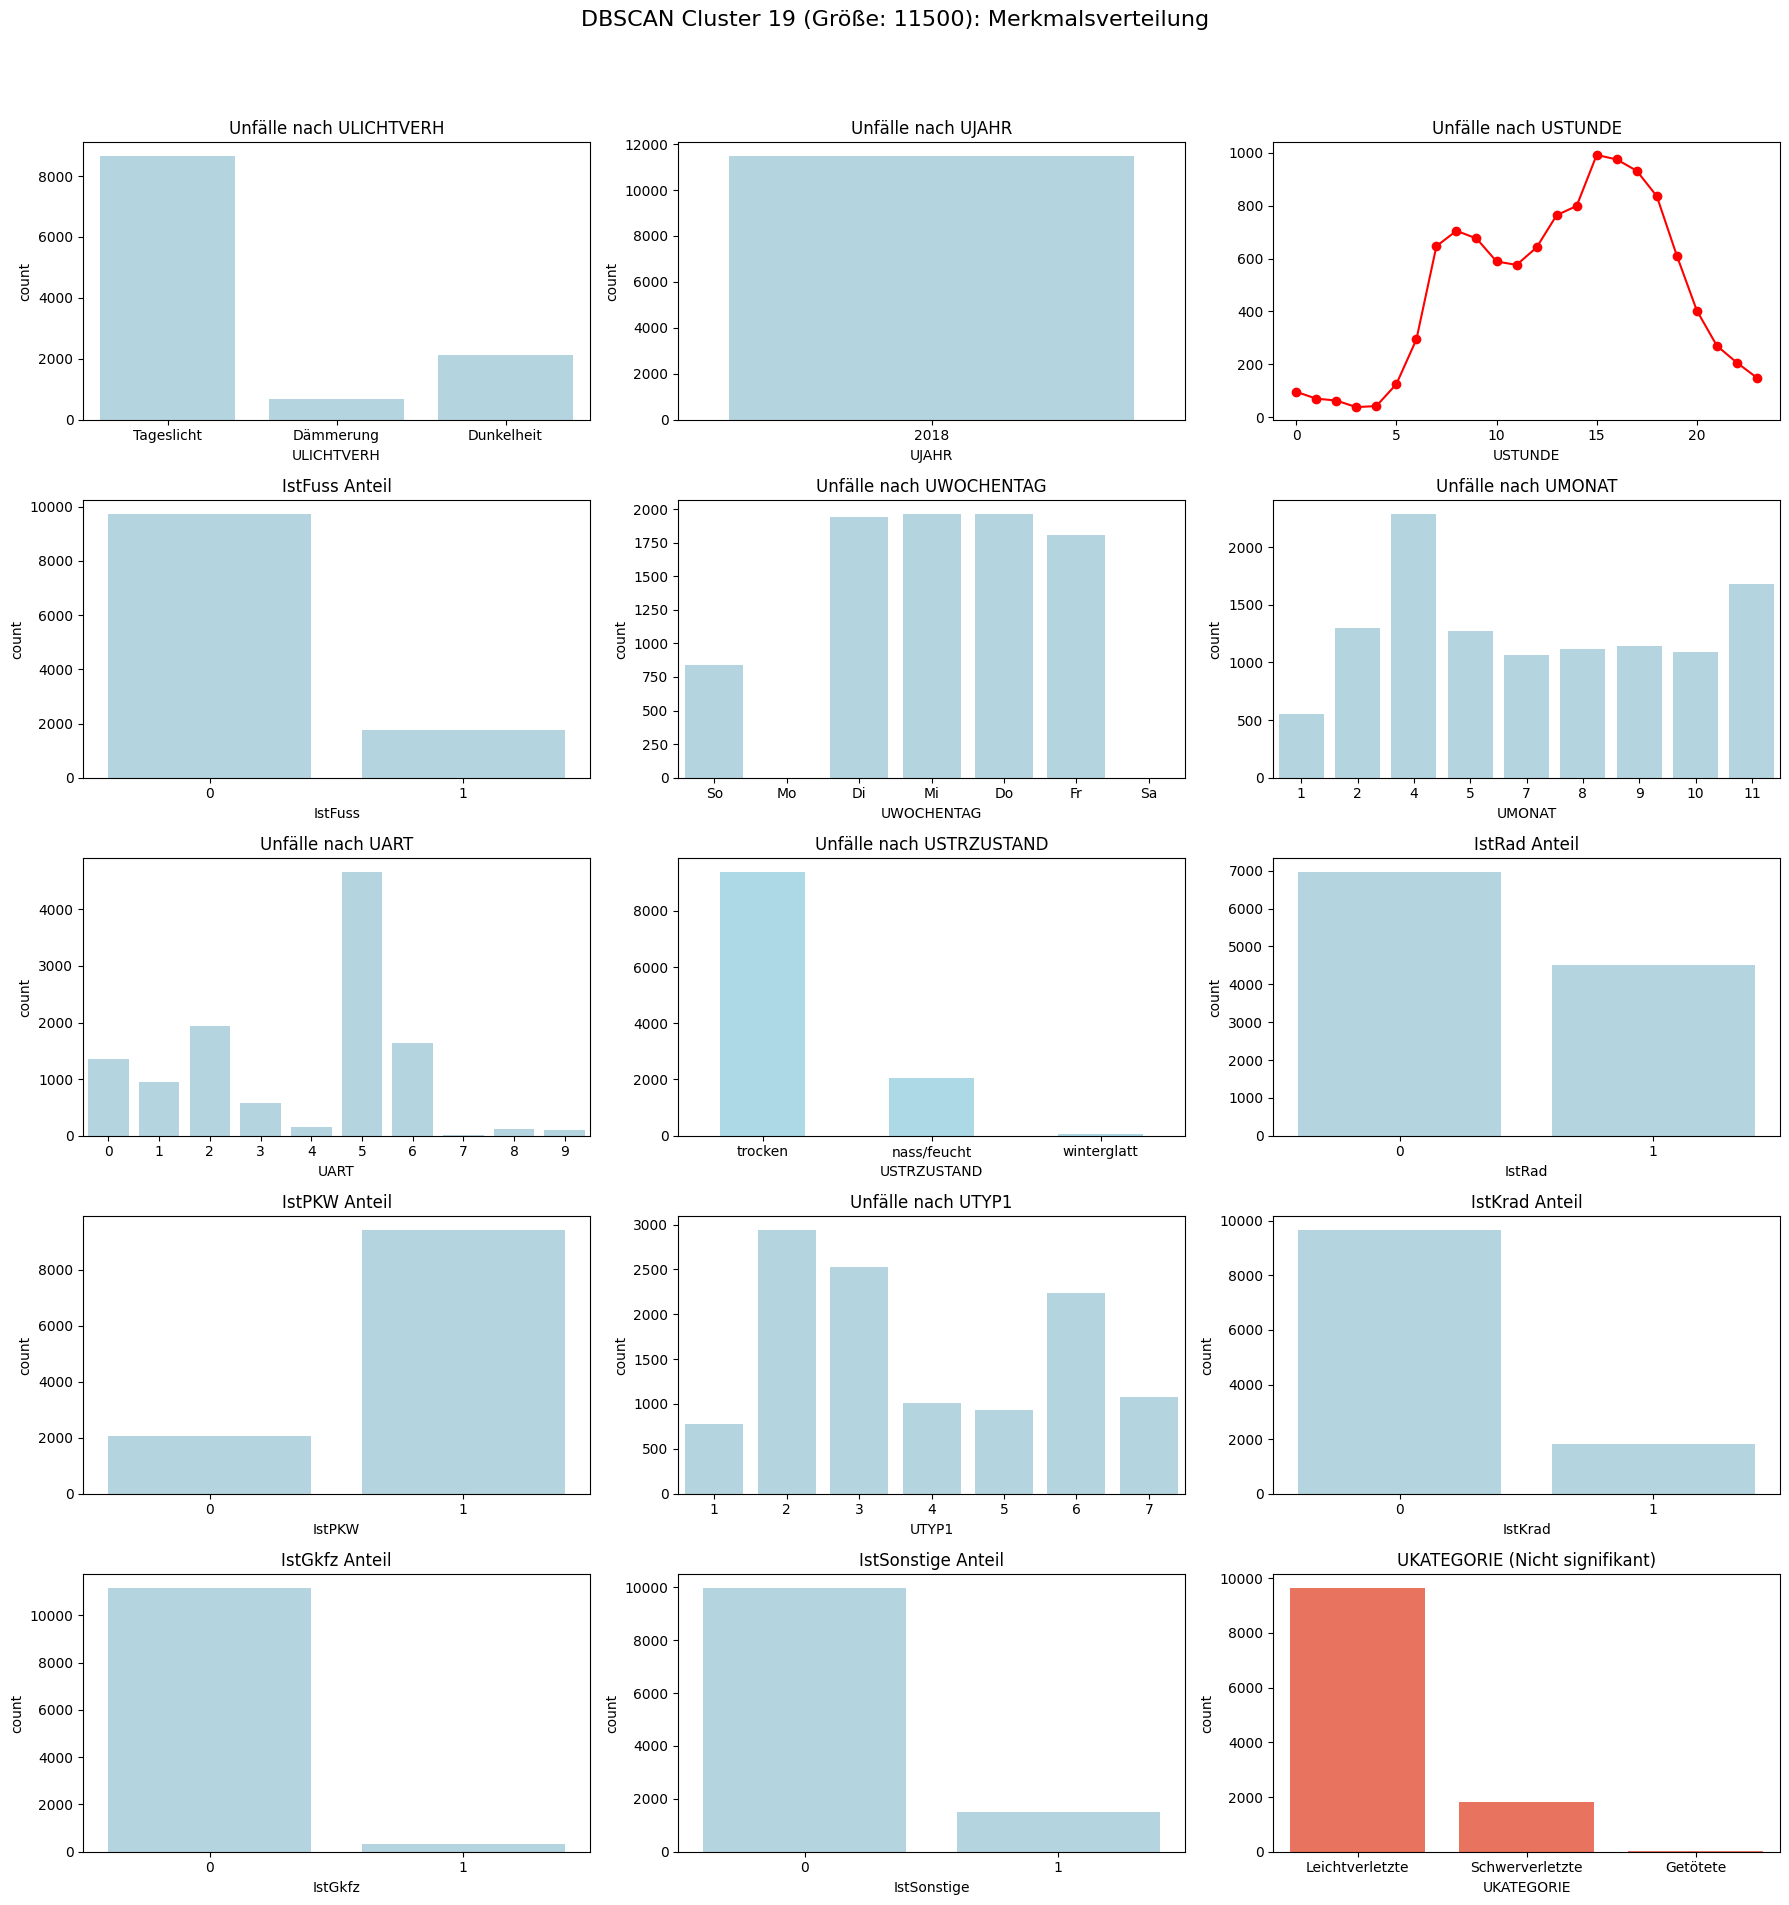 DBSCAN Cluster 19 (Größe: 11500): Merkmalsverteilung
Unfälle nach ULICHTVERH
count
8000
6000
4000
2000
0
Tageslicht Dämmerung Dunkelheit
ULICHTVERH
Unfälle nach UJAHR
count
12000
10000
8000
6000
4000
2000
0
2018
UJAHR
Unfälle nach USTUNDE
1000
800
600
400
200
0
0 5 10 15 20
USTUNDE
IstFuss Anteil
count
10000
8000
6000
4000
2000
0
0 1
IstFuss
Unfälle nach UWOCHENTAG
count
2000
1750
1500
1250
1000
750
500
250
0
So Mo Di Mi Do Fr Sa
UWOCHENTAG
Unfälle nach UMONAT
count
2000
1500
1000
500
0
1 2 4 5 7 8 9 10 11
UMONAT
Unfälle nach UART
count
4000
3000
2000
1000
0
0 1 2 3 4 5 6 7 8 9
UART
Unfälle nach USTRZUSTAND
8000
6000
4000
2000
0
trocken nass/feucht winterglatt
USTRZUSTAND
IstRad Anteil
count
7000
6000
5000
4000
3000
2000
1000
0
0 1
IstRad
IstPKW Anteil
count
8000
6000
4000
2000
0
0 1
IstPKW
Unfälle nach UTYP1
count
3000
2500
2000
1500
1000
500
0
1 2 3 4 5 6 7
UTYP1
IstKrad Anteil
count
10000
8000
6000
4000
2000
0
0 1
IstKrad
IstGkfz Anteil
count
10000
8000
6000
4000
2000
0
0 1
IstGkfz
IstSonstige Anteil
count
10000
8000
6000
4000
2000
0
0 1
IstSonstige
UKATEGORIE (Nicht signifikant)
count
10000
8000
6000
4000
2000
0
Leichtverletzte Schwerverletzte Getötete
UKATEGORIE